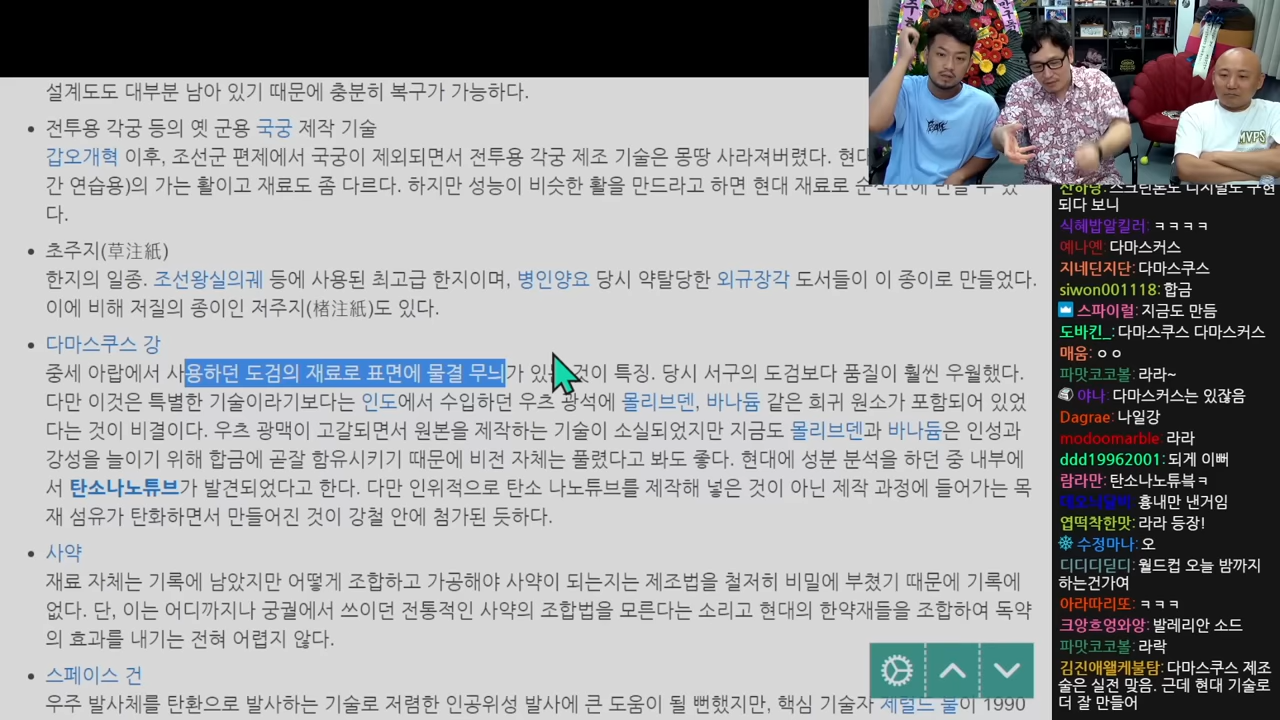 설계도도 대부분 남아 있기 때문에 충분히 복구가 가능하다.
전투용 각궁 등의 옛 군용 국궁 제작 기술
갑오개혁 이후, 조선군 편제에서 국궁이 제외되면서 전투용 각궁 제조 기술은 몽땅 사라져버렸다. 현대
간 연습용)의 가는 활이고 재료도 좀 다르다. 하지만 성능이 비슷한 활을 만드라고 하면 현대 재료로
다.
초주지(草注紙)
한지의 일종. 조선왕실의궤 등에 사용된 최고급 한지이며, 병인양요 당시 약탈당한 외규장각 도서들이 이 종이로 만들었다.
이에 비해 저질의 종이인 저주지(楮注紙)도 있다.
다마스쿠스 강
중세 아랍에서 사용하던 도검의 재료로 표면에 물결 무늬가 있는 것이 특징. 당시 서구의 도검보다 품질이 훨씬 우월했다.
다만 이것은 특별한 기술이라기보다는 인도에서 수입하던 우츠 광석에 몰리브덴, 바나듐 같은 희귀 원소가 포함되어 있었
다는 것이 비결이다. 우츠 광맥이 고갈되면서 원본을 제작하는 기술이 소실되었지만 지금도 몰리브덴과 바나듐은 인성과
강성을 늘이기 위해 합금에 곧잘 함유시키기 때문에 비전 자체는 풀렸다고 봐도 좋다. 현대에 성분 분석을 하던 중 내부에
서 탄소나노튜브가 발견되었다고 한다. 다만 인위적으로 탄소 나노튜브를 제작해 넣은 것이 아닌 제작 과정에 들어가는 목
재 섬유가 탄화하면서 만들어진 것이 강철 안에 첨가된 듯하다.
사약
재료 자체는 기록에 남았지만 어떻게 조합하고 가공해야 사약이 되는지는 제조법을 철저히 비밀에 부쳤기 때문에 기록에
없다. 단, 이는 어디까지나 궁궐에서 쓰이던 전통적인 사약의 조합법을 모른다는 소리고 현대의 한약재들을 조합하여 독약
의 효과를 내기는 전혀 어렵지 않다.
스페이스 건
우주 발사체를 탄환으로 발사하는 기술로 저렴한 인공위성 발사에 큰 도움이 될 뻔했지만, 핵심 기술자 제럴드 불이 1990
MVPS
되다 보니
식혜밥알킬러: ㅋㅋㅋㅋ
예나옌: 다마스커스
지네딘지단: 다마스쿠스
siwon001118: 합금
스파이럴: 지금도 만듬
도바킨_: 다마스쿠스 다마스커스
매움: ㅇㅇ
파맛코코볼: 라라~
야나: 다마스커스는 있잖음
Dagrae: 나일강
modoomarble: 라라
ddd19962001: 되게 이뻐
람라만: 탄소나노튜븤ㅋ
흉내만 낸거임
엽떡착한맛: 라라 등장!
수정마나: 오
디디디딛디: 월드컵 오늘 밤까지
하는건가여
아라따리또: ㅋㅋㅋ
크앙흐엉와앙: 발레리안 소드
파맛코코볼: 라락
김진애왤케불탐: 다마스쿠스 제조
술은 실전 맞음. 근데 현대 기술로
더 잘 만들어